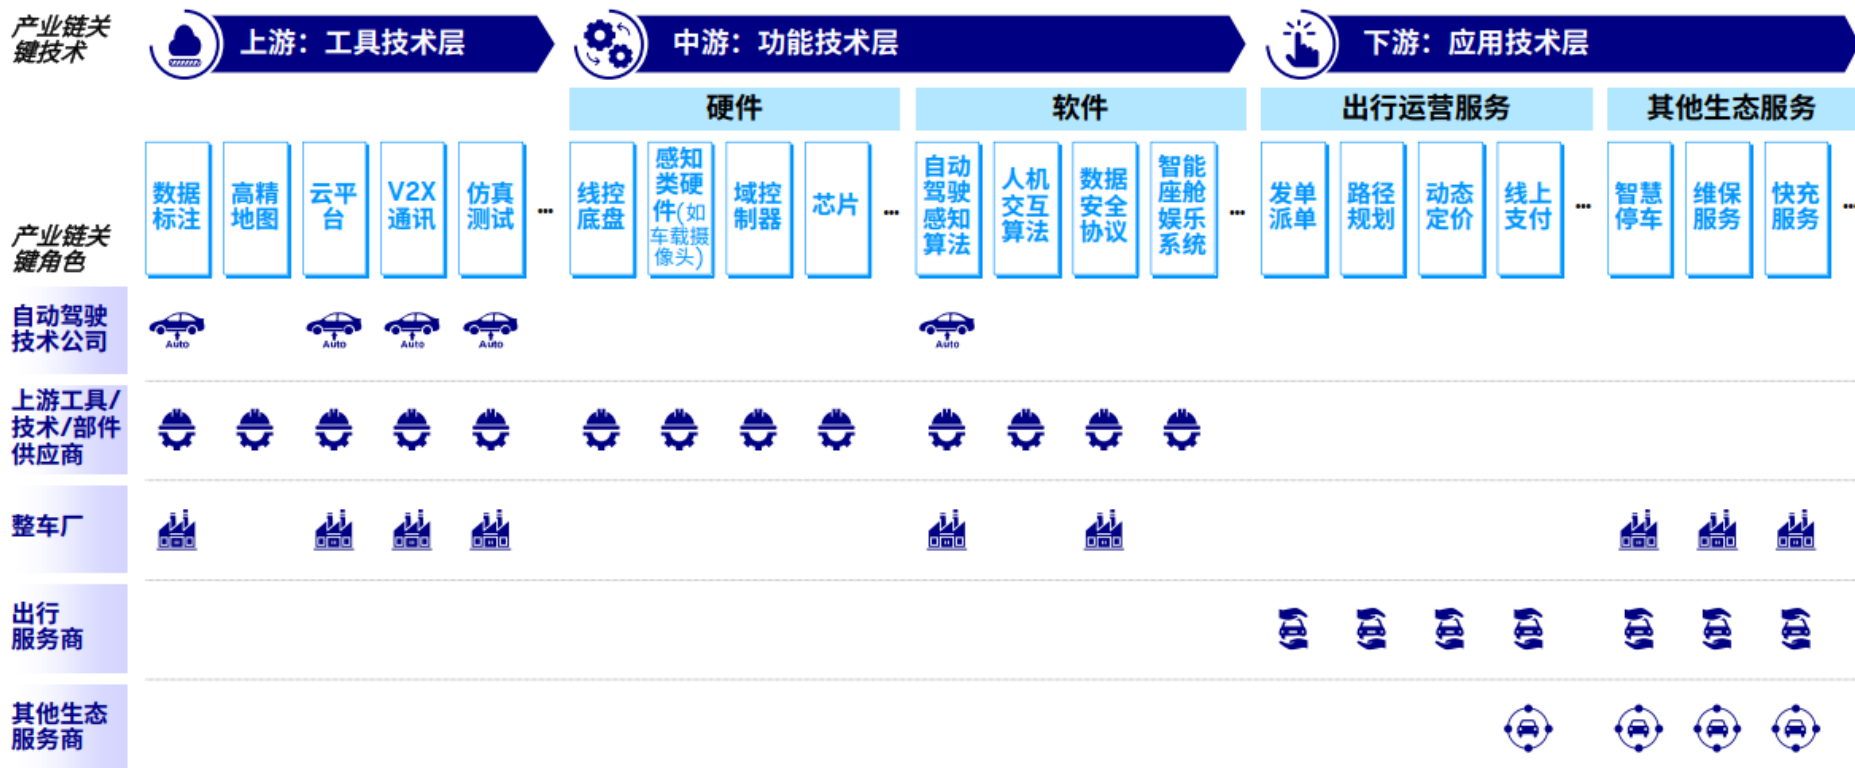 产业链关
键技术
上游：工具技术层
中游：功能技术层
下游：应用技术层
硬件
软件
出行运营服务
其他生态服务
产业链关
键角色
数据
标注
高精
地图
云平
台
V2X
通讯
仿真
测试
...
线控
底盘
感知
类硬
件(如
车载摄
像头)
域控
制器
芯片
...
自动
驾驶
感知
算法
人机
交互
算法
数据
安全
协议
智能
座舱
娱乐
系统
...
发单
派单
路径
规划
动态
定价
线上
支付
...
智慧
停车
维保
服务
快充
服务
...
自动驾驶
技术公司
Auto
Auto
Auto
Auto
Auto
上游工具/
技术/部件
供应商
整车厂
出行
服务商
其他生态
服务商